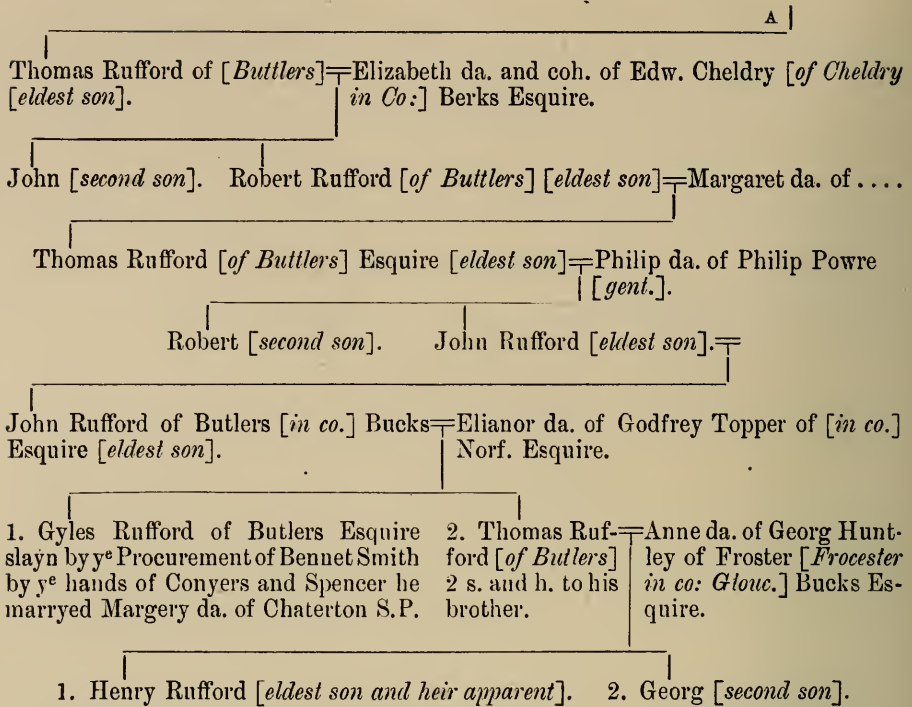 A
Thomas Rufford of [Buttlers]
[eldest son].
Elizabeth da. and coh. of Edw. Cheldry [of Cheldry
in Co:] Berks Esquire.
John [second son].
Robert Rufford [of Buttlers] [eldest son]
Margaret da. of ....
Thomas Rufford [of Buttlers] Esquire [eldest son]
Philip da. of Philip Powre
[gent.].
Robert [second son].
John Rufford [eldest son].
John Rufford of Butlers [in co.] Bucks
Esquire [eldest son].
Elianor da. of Godfrey Topper of [in co.]
Norf. Esquire.
1. Gyles Rufford of Butlers Esquire
slayn by yᵉ Procurement of Bennet Smith
by yᵉ hands of Conyers and Spencer he
marryed Margery da. of Chaterton S.P.
2. Thomas Ruf-
ford [of Butlers]
2 s. and h. to his
brother.
Anne da. of Georg Hunt-
ley of Froster [Frocester
in co: Glouc.] Bucks Es-
quire.
1. Henry Rufford [eldest son and heir apparent].
2. Georg [second son].